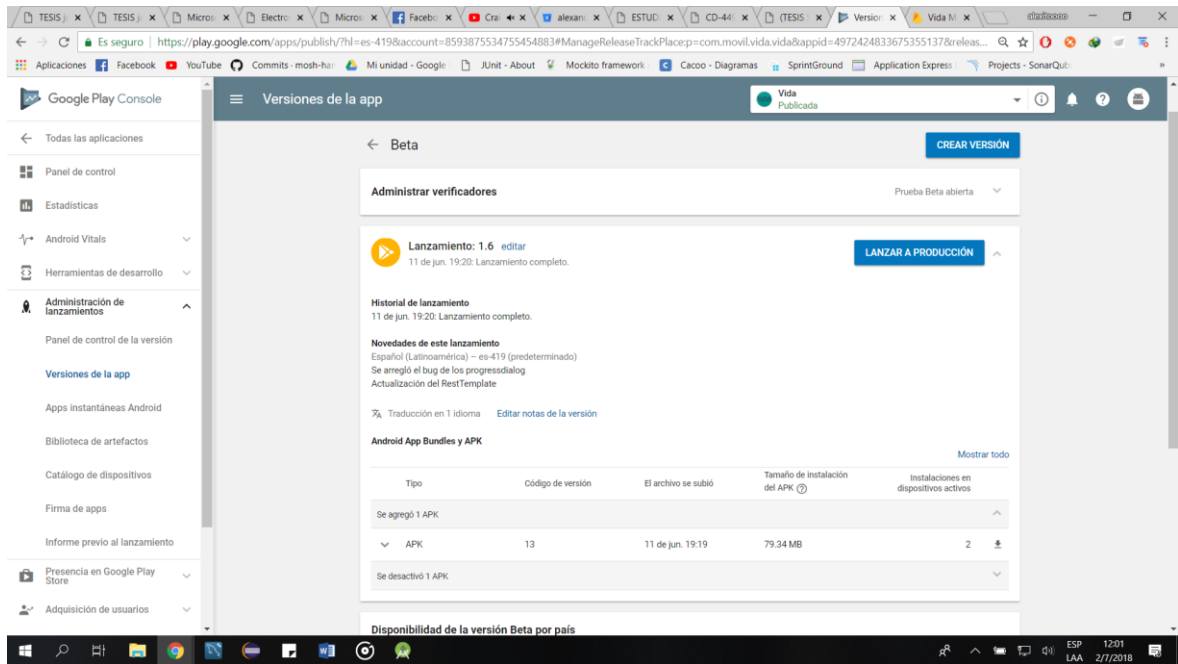 TESIS j
TESIS j
Micros
Electro
Micros
Facebo
Crai
alexan
ESTUD
CD-449
(TESIS
Version
Vida M
Es seguro https://play.google.com/apps/publish/?hl=es-419&account=8593875534755454883#ManageReleaseTrackPlace:p=com.movil.vida.vida&appid=4972424833675355137&releas...
Aplicaciones Facebook YouTube Commits · mosh-har Mi unidad - Google JUnit - About Mockito framework Cacoo - Diagramas SprintGround Application Express Projects - SonarQub
Google Play Console
Versiones de la app
Vida
Publicada
Todas las aplicaciones
Panel de control
Estadísticas
Android Vitals
Herramientas de desarrollo
Administración de
lanzamientos
Panel de control de la versión
Versiones de la app
Apps instantáneas Android
Biblioteca de artefactos
Catálogo de dispositivos
Firma de apps
Informe previo al lanzamiento
Presencia en Google Play
Store
Adquisición de usuarios
Beta
CREAR VERSIÓN
Administrar verificadores
Prueba Beta abierta
Lanzamiento: 1.6 editar
11 de jun. 19:20: Lanzamiento completo.
LANZAR A PRODUCCIÓN
Historial de lanzamiento
11 de jun. 19:20: Lanzamiento completo.
Novedades de este lanzamiento
Español (Latinoamérica) – es-419 (predeterminado)
Se arregló el bug de los progressdialog
Actualización del RestTemplate
Traducción en 1 idioma Editar notas de la versión
Android App Bundles y APK
Mostrar todo
Tipo
Código de versión
El archivo se subió
Tamaño de instalación
del APK
Instalaciones en
dispositivos activos
Se agregó 1 APK
APK 13 11 de jun. 19:19 79.34 MB 2
Se desactivó 1 APK
Disponibilidad de la versión Beta por país
ESP
LAA
12:01
2/7/2018